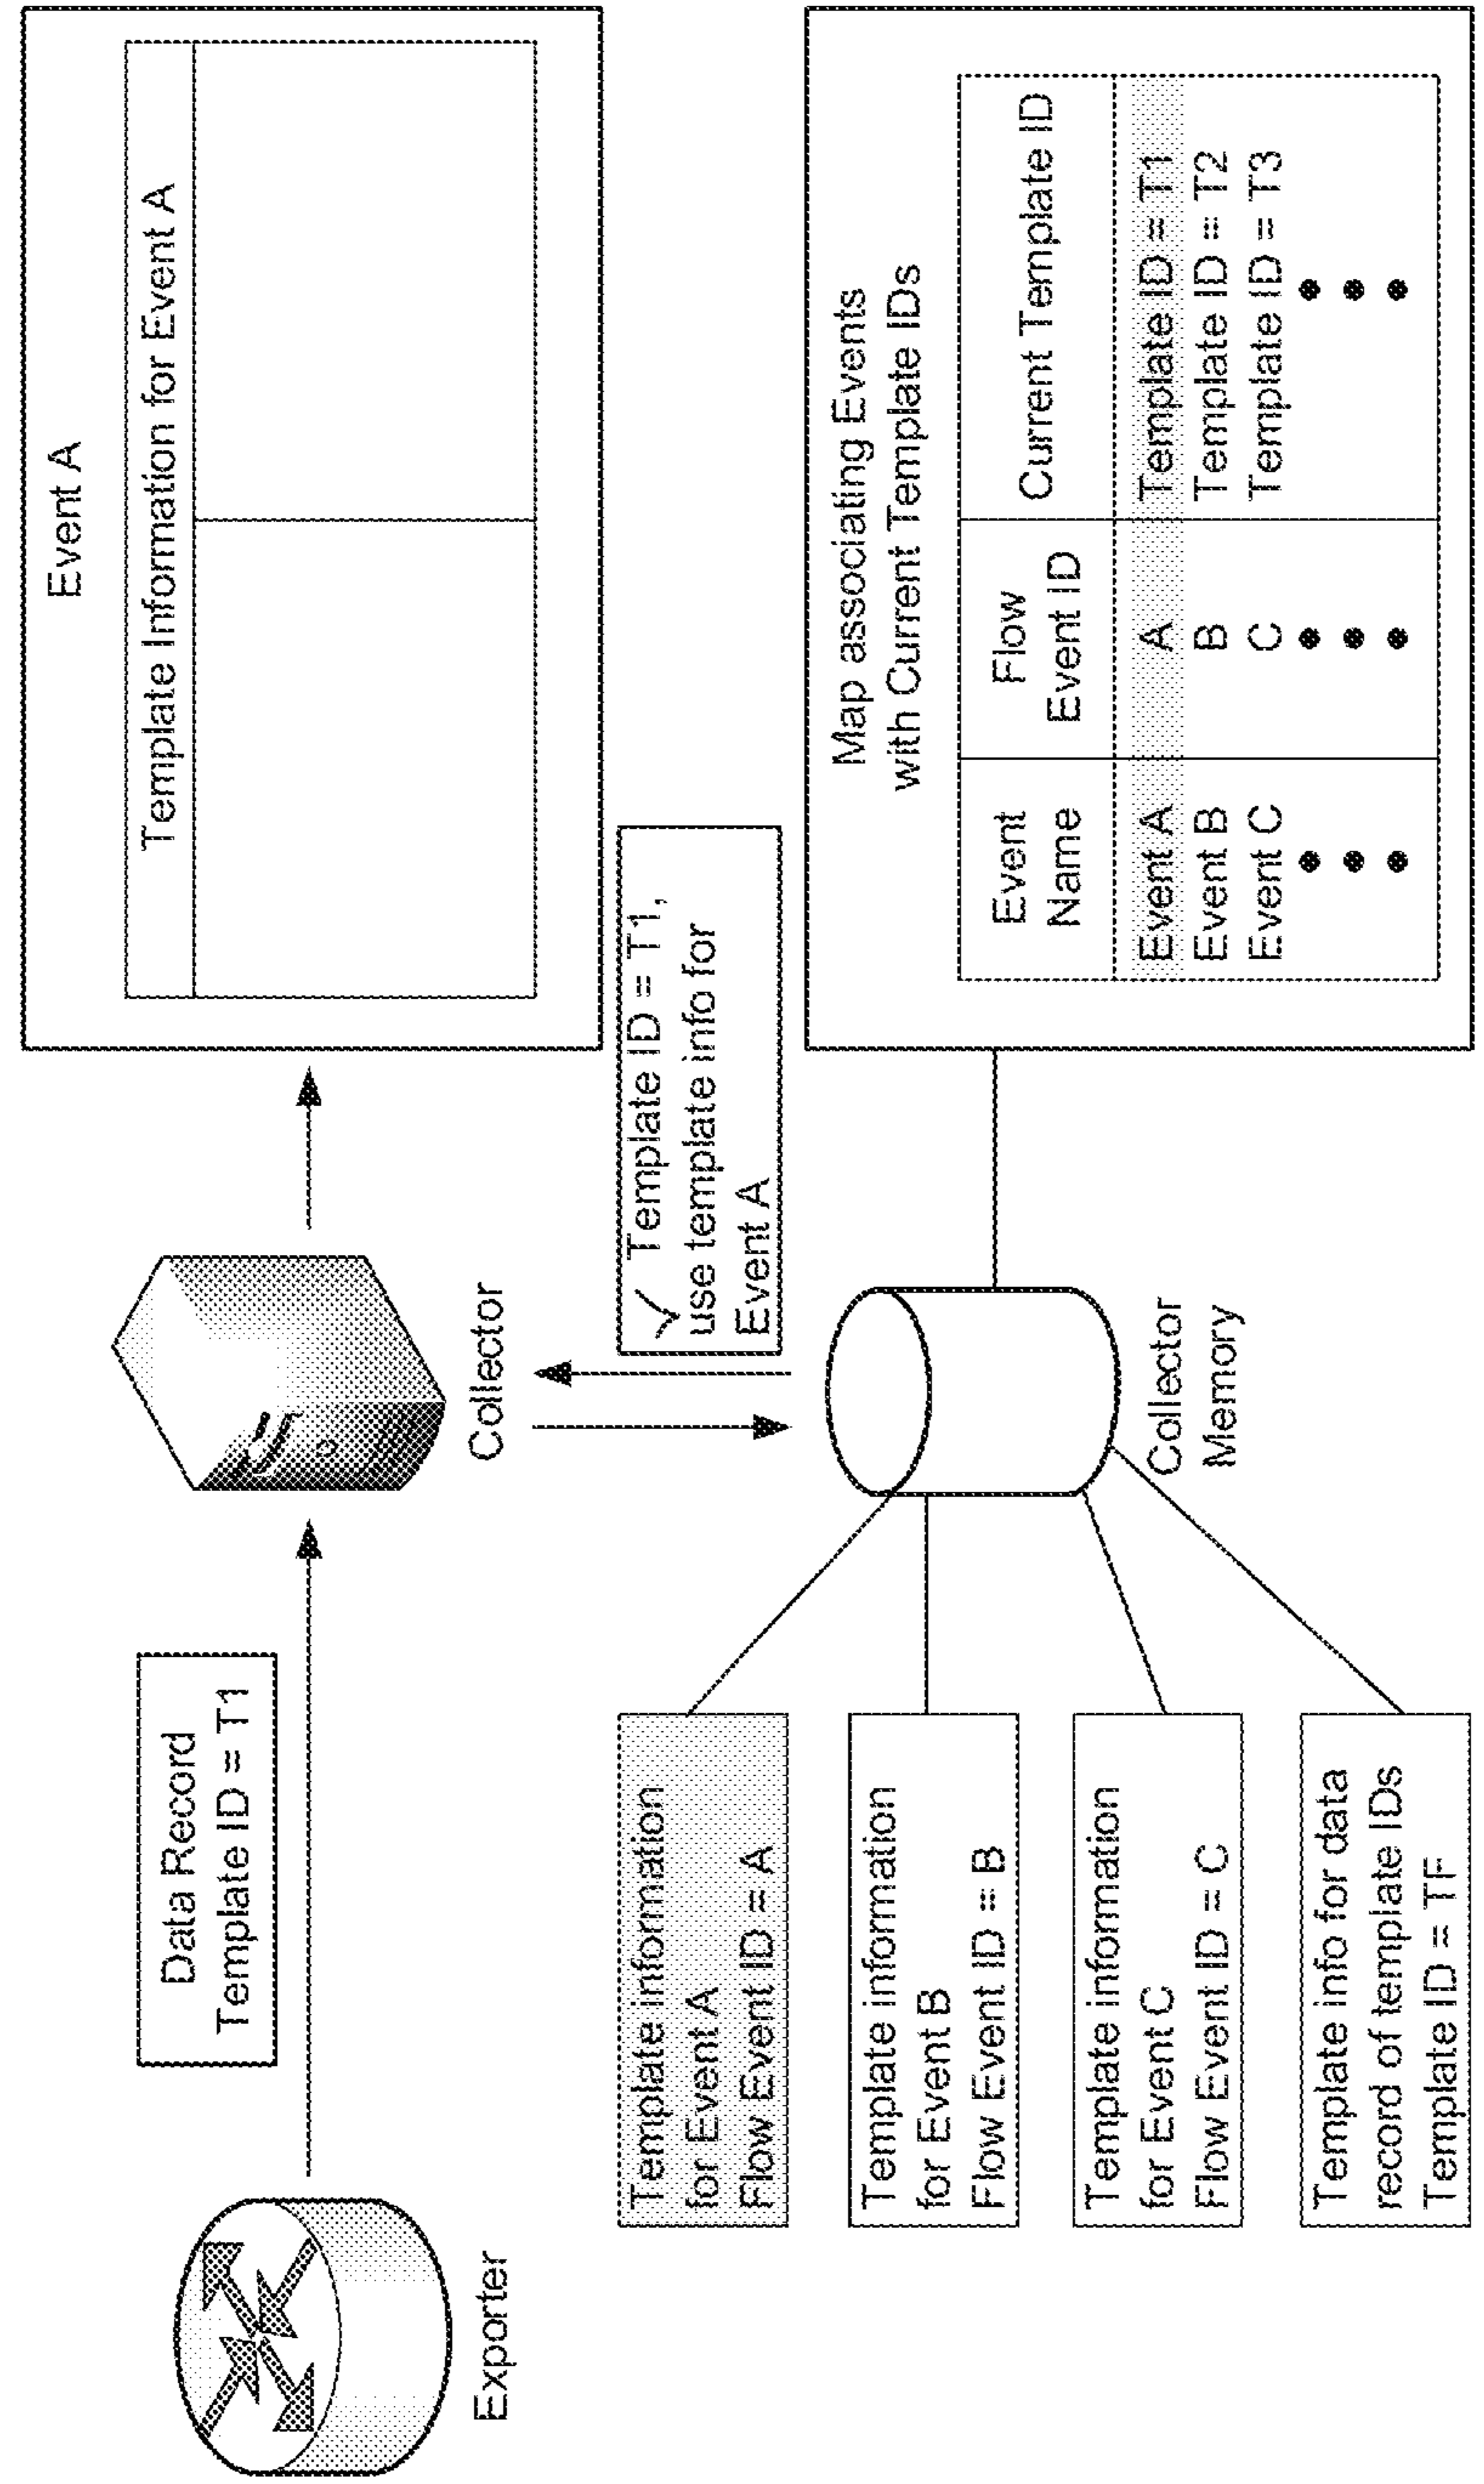 Exporter
Data Record
Template ID = T1
Collector
Event A
Template Information for Event A
✓ Template ID = T1,
use template info for
Event A
Template information
for Event A
Flow Event ID = A
Template information
for Event B
Flow Event ID = B
Template information
for Event C
Flow Event ID = C
Template info for data
record of template IDs
Template ID = TF
Collector
Memory
Map associating Events
with Current Template IDs
Event
Name
Flow
Event ID
Current Template ID
Event A A Template ID = T1
Event B B Template ID = T2
Event C C Template ID = T3